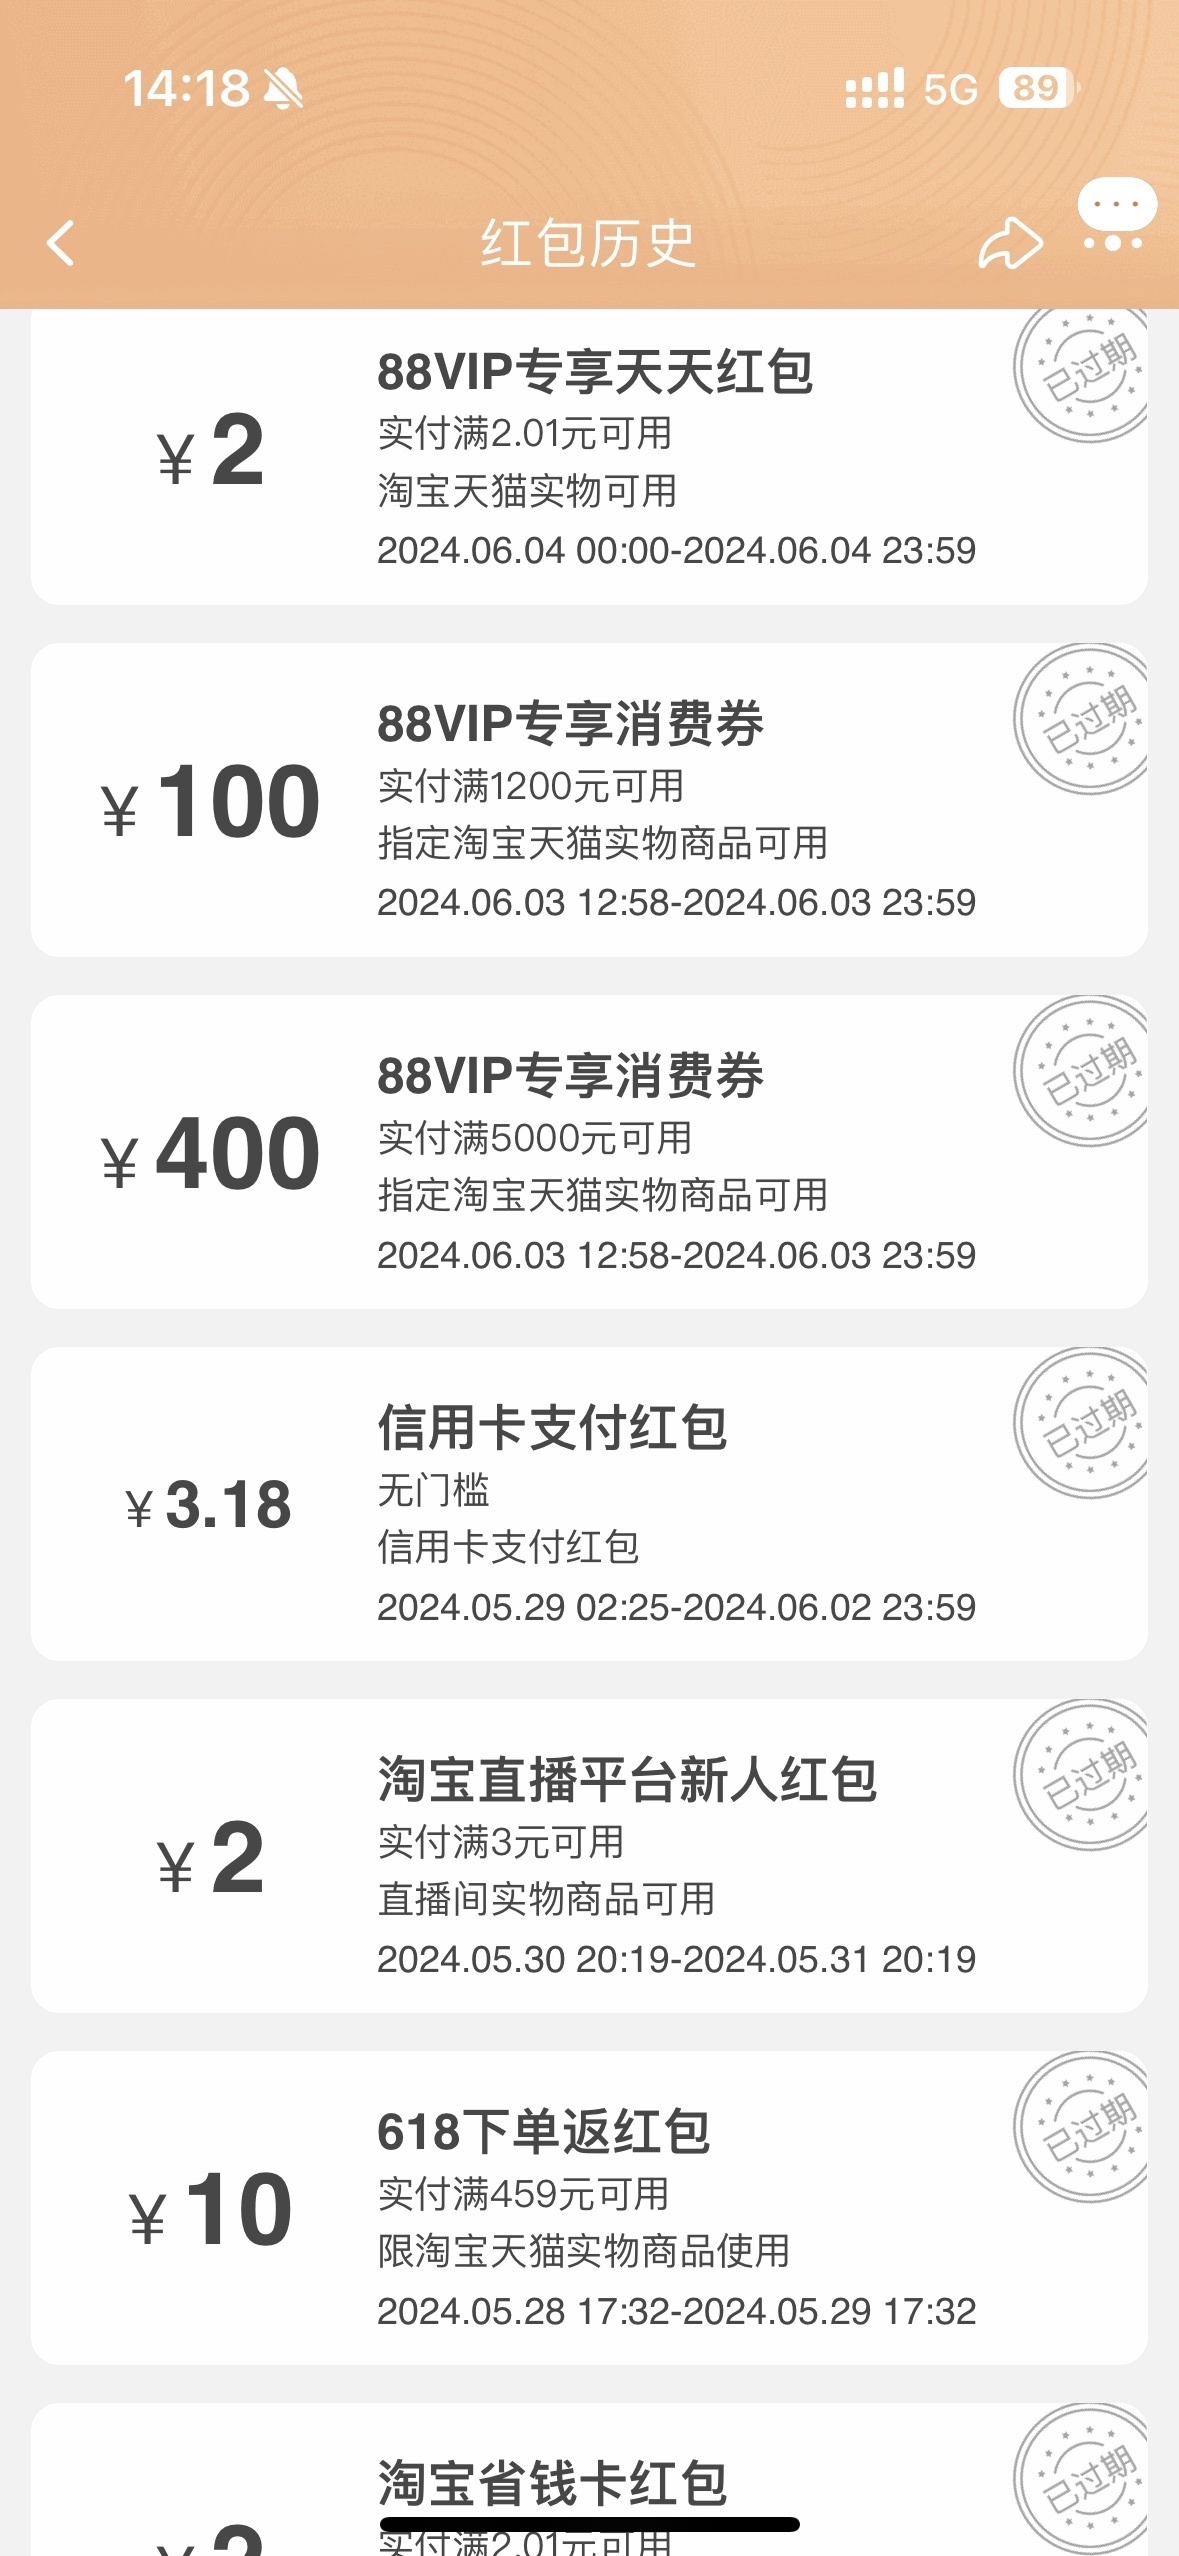 14:18
5G 89
红包历史
已过期
88VIP专享天天红包
¥2
实付满2.01元可用
淘宝天猫实物可用
2024.06.04 00:00-2024.06.04 23:59
已过期
88VIP专享消费券
¥100
实付满1200元可用
指定淘宝天猫实物商品可用
2024.06.03 12:58-2024.06.03 23:59
已过期
88VIP专享消费券
¥400
实付满5000元可用
指定淘宝天猫实物商品可用
2024.06.03 12:58-2024.06.03 23:59
已过期
信用卡支付红包
¥3.18
无门槛
信用卡支付红包
2024.05.29 02:25-2024.06.02 23:59
已过期
淘宝直播平台新人红包
¥2
实付满3元可用
直播间实物商品可用
2024.05.30 20:19-2024.05.31 20:19
已过期
618下单返红包
¥10
实付满459元可用
限淘宝天猫实物商品使用
2024.05.28 17:32-2024.05.29 17:32
已过期
淘宝省钱卡红包
实付满2.01元可用